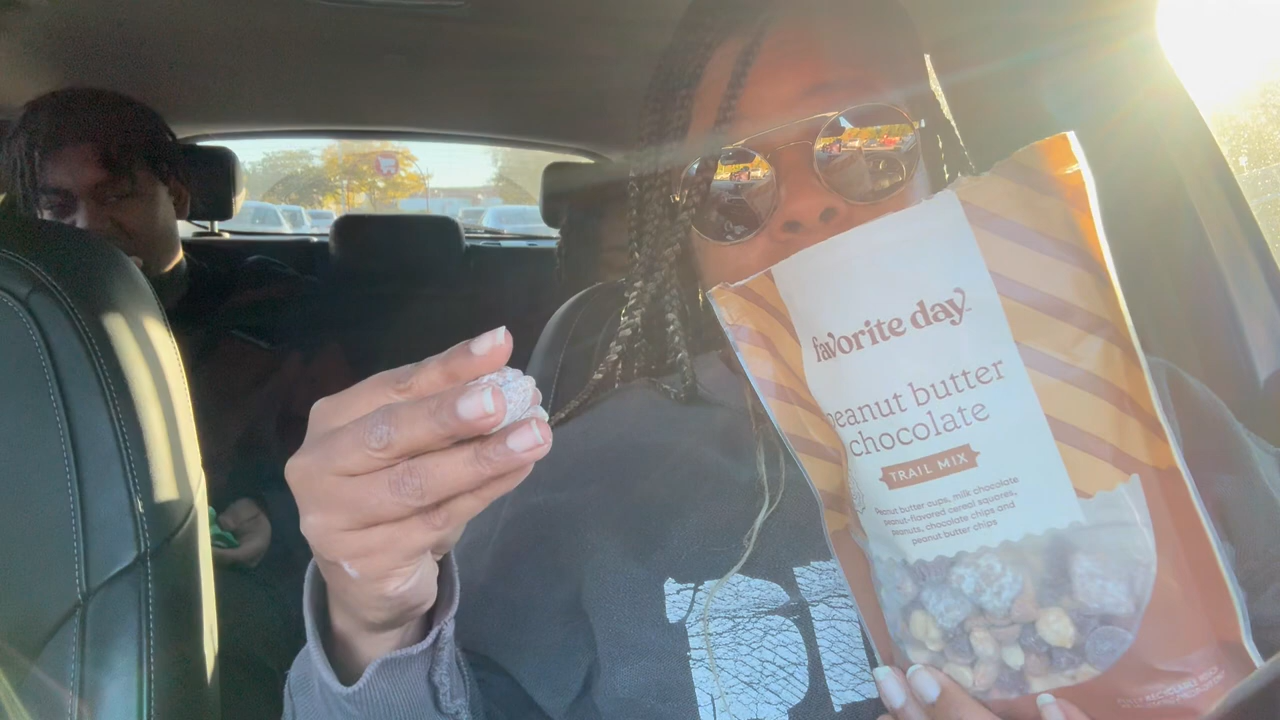 favorite day
peanut butter
chocolate
TRAIL MIX
Peanut butter cups, milk chocolate
peanut-flavored cereal squares,
peanuts, chocolate chips and
peanut butter chips